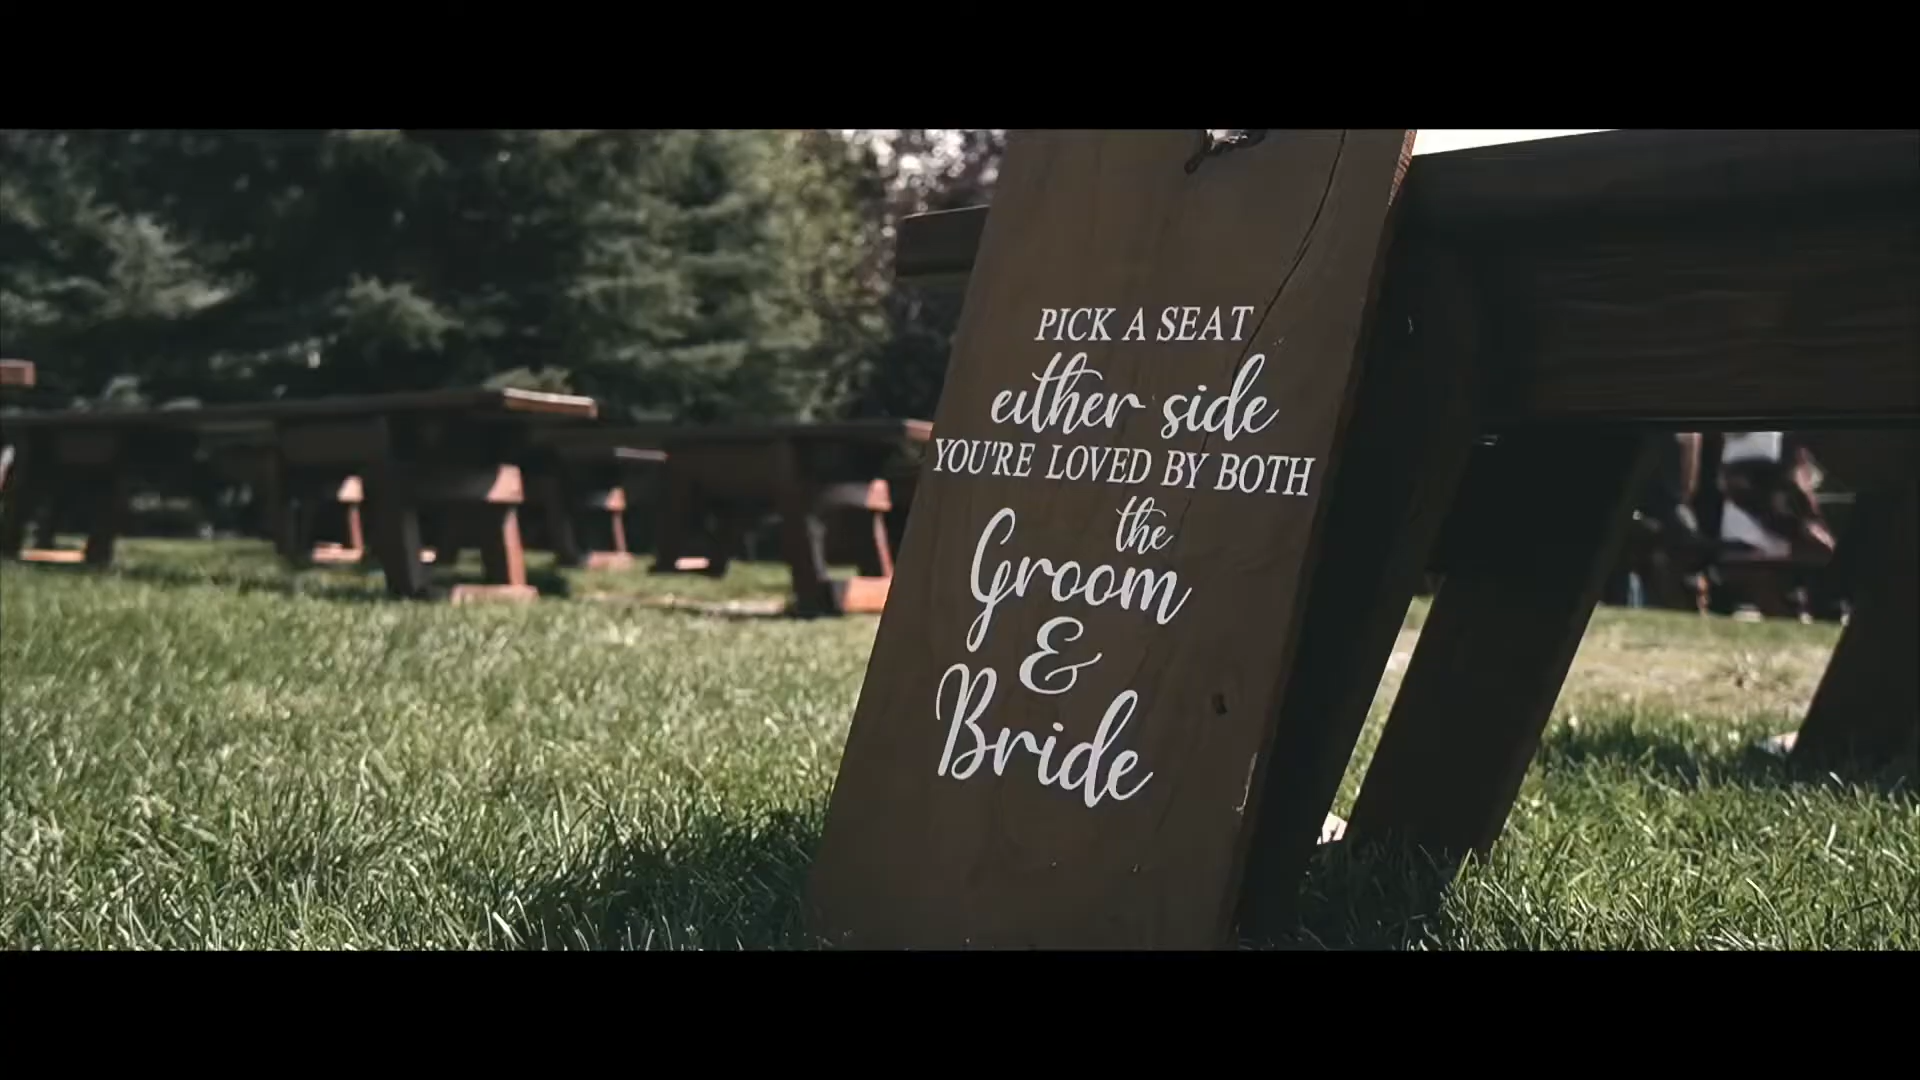 PICK A SEAT
either side
YOU'RE LOVED BY BOTH
the
Groom
&
Bride